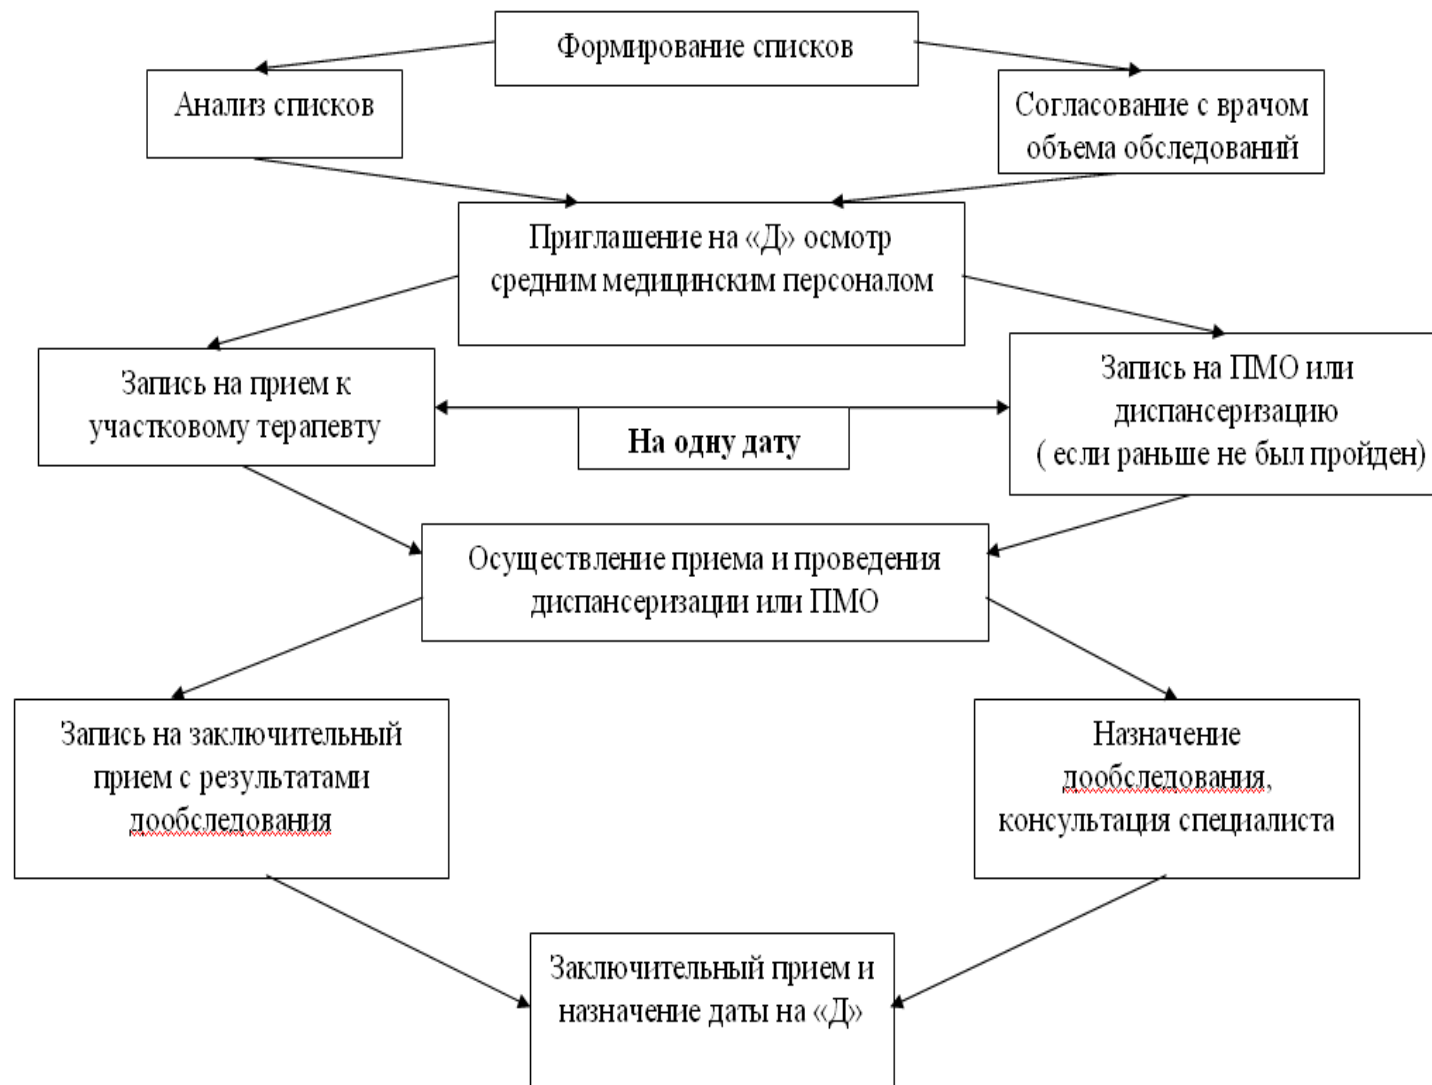 Формирование списков
Анализ списков
Согласование с врачом
объема обследований
Приглашение на «Д» осмотр
средним медицинским персоналом
Запись на прием к
участковому терапевту
На одну дату
Запись на ПМО или
диспансеризацию
( если раньше не был пройден)
Осуществление приема и проведения
диспансеризации или ПМО
Запись на заключительный
прием с результатами
дообследования
Назначение
дообследования,
консультация специалиста
Заключительный прием и
назначение даты на «Д»